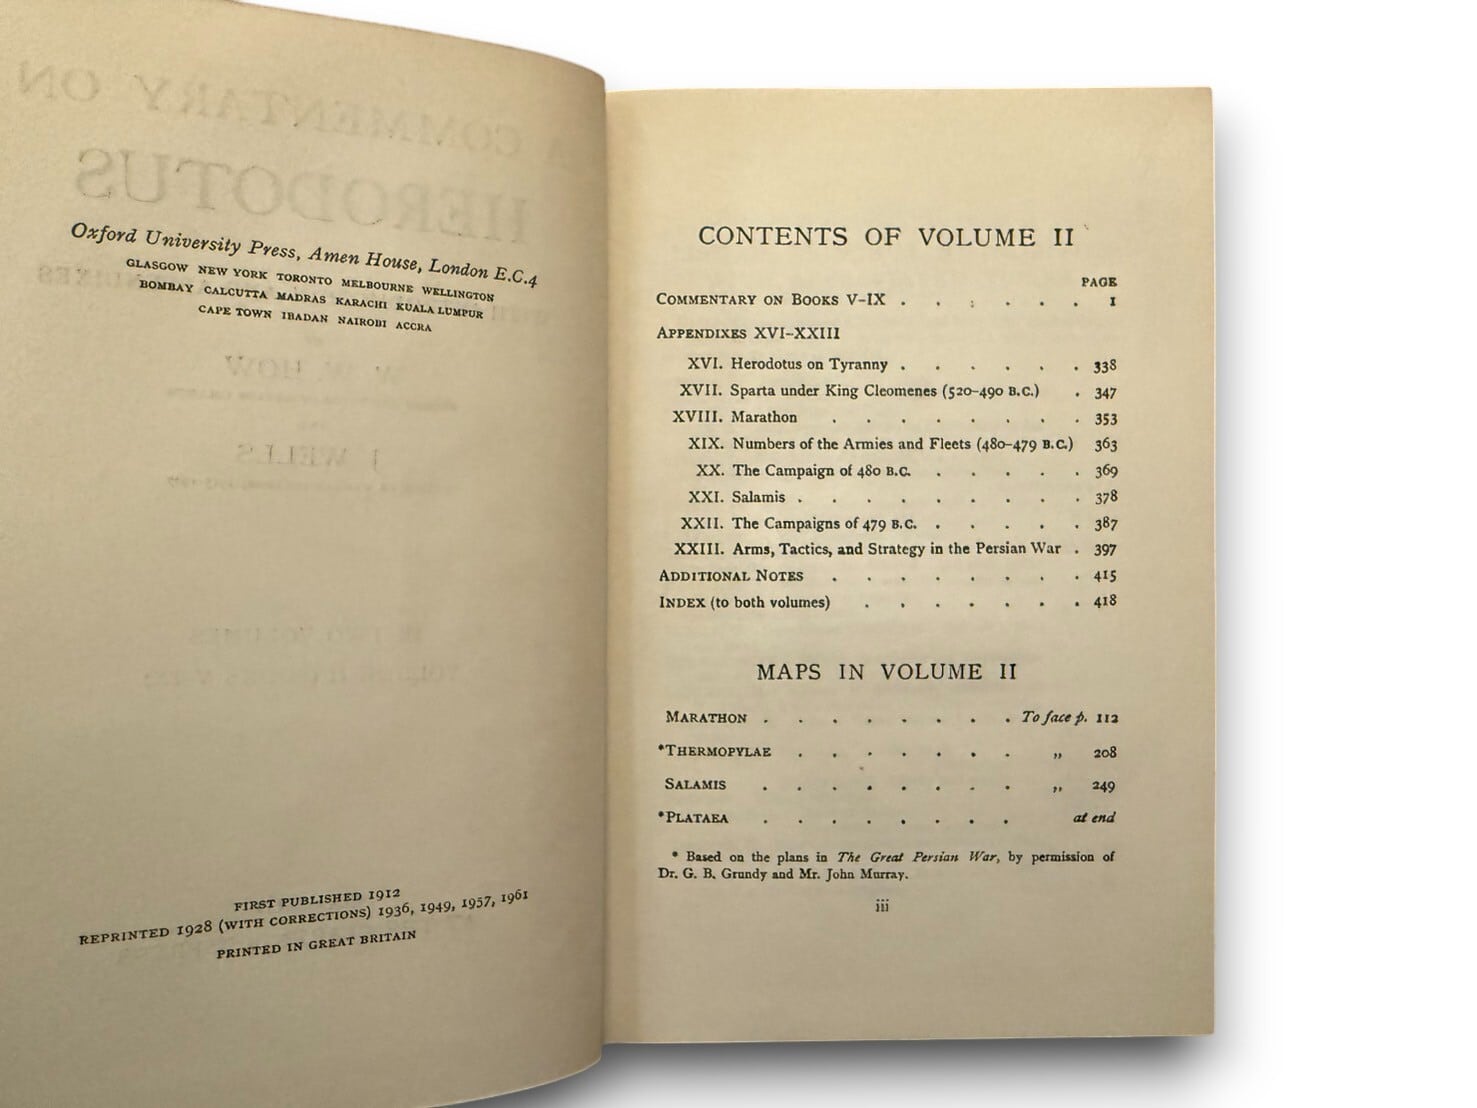 Oxford University Press, Amen House, London E.C.4
GLASGOW NEW YORK TORONTO MELBOURNE WELLINGTON
BOMBAY CALCUTTA MADRAS KARACHI KUALA LUMPUR
CAPE TOWN IBADAN NAIROBI ACCRA
FIRST PUBLISHED 1912
REPRINTED 1928 (WITH CORRECTIONS) 1936, 1949, 1957, 1961
PRINTED IN GREAT BRITAIN
CONTENTS OF VOLUME II
PAGE
COMMENTARY ON BOOKS V–IX . . . . . . 1
APPENDIXES XVI–XXIII
XVI. Herodotus on Tyranny . . . . . . 338
XVII. Sparta under King Cleomenes (520–490 B.C.) . 347
XVIII. Marathon . . . . . . . . 353
XIX. Numbers of the Armies and Fleets (480–479 B.C.) 363
XX. The Campaign of 480 B.C. . . . . . 369
XXI. Salamis . . . . . . . . . 378
XXII. The Campaigns of 479 B.C. . . . . . 387
XXIII. Arms, Tactics, and Strategy in the Persian War . 397
ADDITIONAL NOTES . . . . . . . . 415
INDEX (to both volumes) . . . . . . . 418
MAPS IN VOLUME II
MARATHON . . . . . . . . To face p. 112
*THERMOPYLAE . . . . . . . „ 208
SALAMIS . . . . . . . . „ 249
*PLATAEA . . . . . . . . at end
* Based on the plans in The Great Persian War, by permission of
Dr. G. B. Grundy and Mr. John Murray.
iii